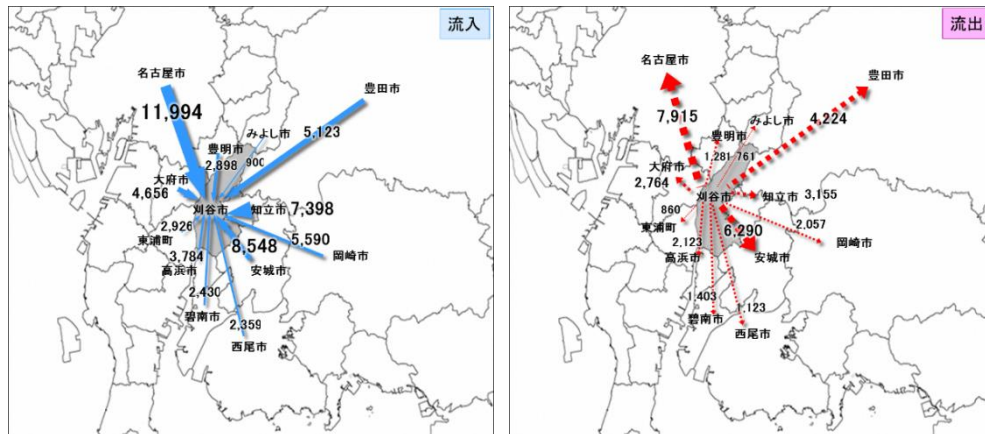 流入
名古屋市
11,994
豊田市
5,123
みよし市
900
豊明市
2,898
大府市
4,656
刈谷市
知立市
7,398
2,926
東浦町
5,590
岡崎市
8,548
安城市
3,784
高浜市
2,430
碧南市
2,359
西尾市
流出
名古屋市
7,915
豊田市
4,224
みよし市
761
豊明市
1,281
大府市
2,764
刈谷市
知立市
3,155
860
東浦町
2,057
岡崎市
6,290
安城市
2,123
高浜市
1,403
碧南市
1,123
西尾市